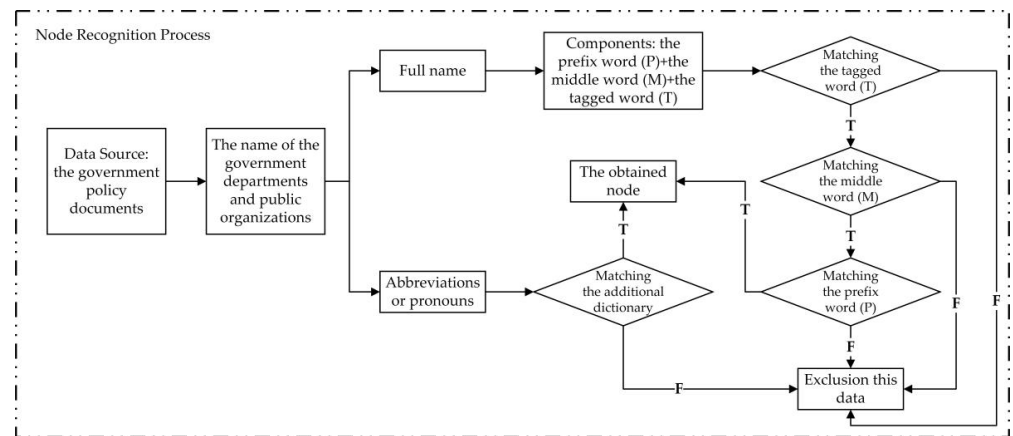 Node Recognition Process
Data Source:
the government
policy
documents
The name of the
government
departments
and public
organizations
Full name
Components: the
prefix word (P)+the
middle word (M)+the
tagged word (T)
Matching
the tagged
word (T)
T
Matching
the middle
word (M)
T
Matching
the prefix
word (P)
T
F
F
F
The obtained
node
T
Abbreviations
or pronouns
Matching
the additional
dictionary
F
Exclusion this
data